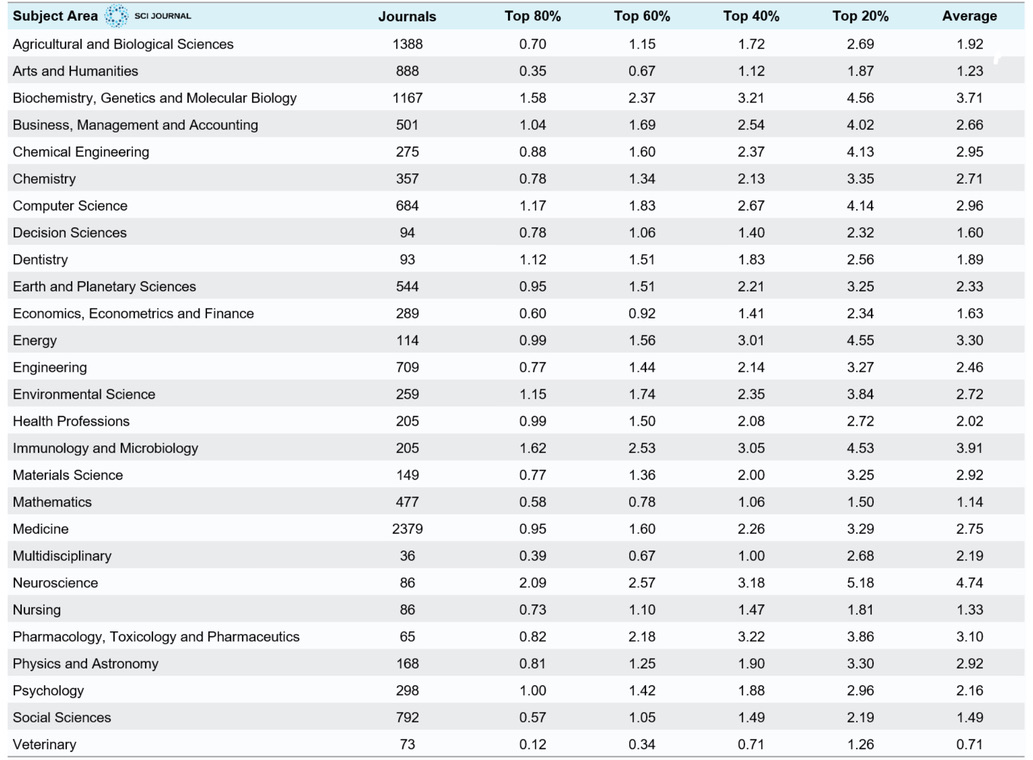 Subject Area SCI JOURNAL Journals Top 80% Top 60% Top 40% Top 20% Average
Agricultural and Biological Sciences 1388 0.70 1.15 1.72 2.69 1.92
Arts and Humanities 888 0.35 0.67 1.12 1.87 1.23
Biochemistry, Genetics and Molecular Biology 1167 1.58 2.37 3.21 4.56 3.71
Business, Management and Accounting 501 1.04 1.69 2.54 4.02 2.66
Chemical Engineering 275 0.88 1.60 2.37 4.13 2.95
Chemistry 357 0.78 1.34 2.13 3.35 2.71
Computer Science 684 1.17 1.83 2.67 4.14 2.96
Decision Sciences 94 0.78 1.06 1.40 2.32 1.60
Dentistry 93 1.12 1.51 1.83 2.56 1.89
Earth and Planetary Sciences 544 0.95 1.51 2.21 3.25 2.33
Economics, Econometrics and Finance 289 0.60 0.92 1.41 2.34 1.63
Energy 114 0.99 1.56 3.01 4.55 3.30
Engineering 709 0.77 1.44 2.14 3.27 2.46
Environmental Science 259 1.15 1.74 2.35 3.84 2.72
Health Professions 205 0.99 1.50 2.08 2.72 2.02
Immunology and Microbiology 205 1.62 2.53 3.05 4.53 3.91
Materials Science 149 0.77 1.36 2.00 3.25 2.92
Mathematics 477 0.58 0.78 1.06 1.50 1.14
Medicine 2379 0.95 1.60 2.26 3.29 2.75
Multidisciplinary 36 0.39 0.67 1.00 2.68 2.19
Neuroscience 86 2.09 2.57 3.18 5.18 4.74
Nursing 86 0.73 1.10 1.47 1.81 1.33
Pharmacology, Toxicology and Pharmaceutics 65 0.82 2.18 3.22 3.86 3.10
Physics and Astronomy 168 0.81 1.25 1.90 3.30 2.92
Psychology 298 1.00 1.42 1.88 2.96 2.16
Social Sciences 792 0.57 1.05 1.49 2.19 1.49
Veterinary 73 0.12 0.34 0.71 1.26 0.71